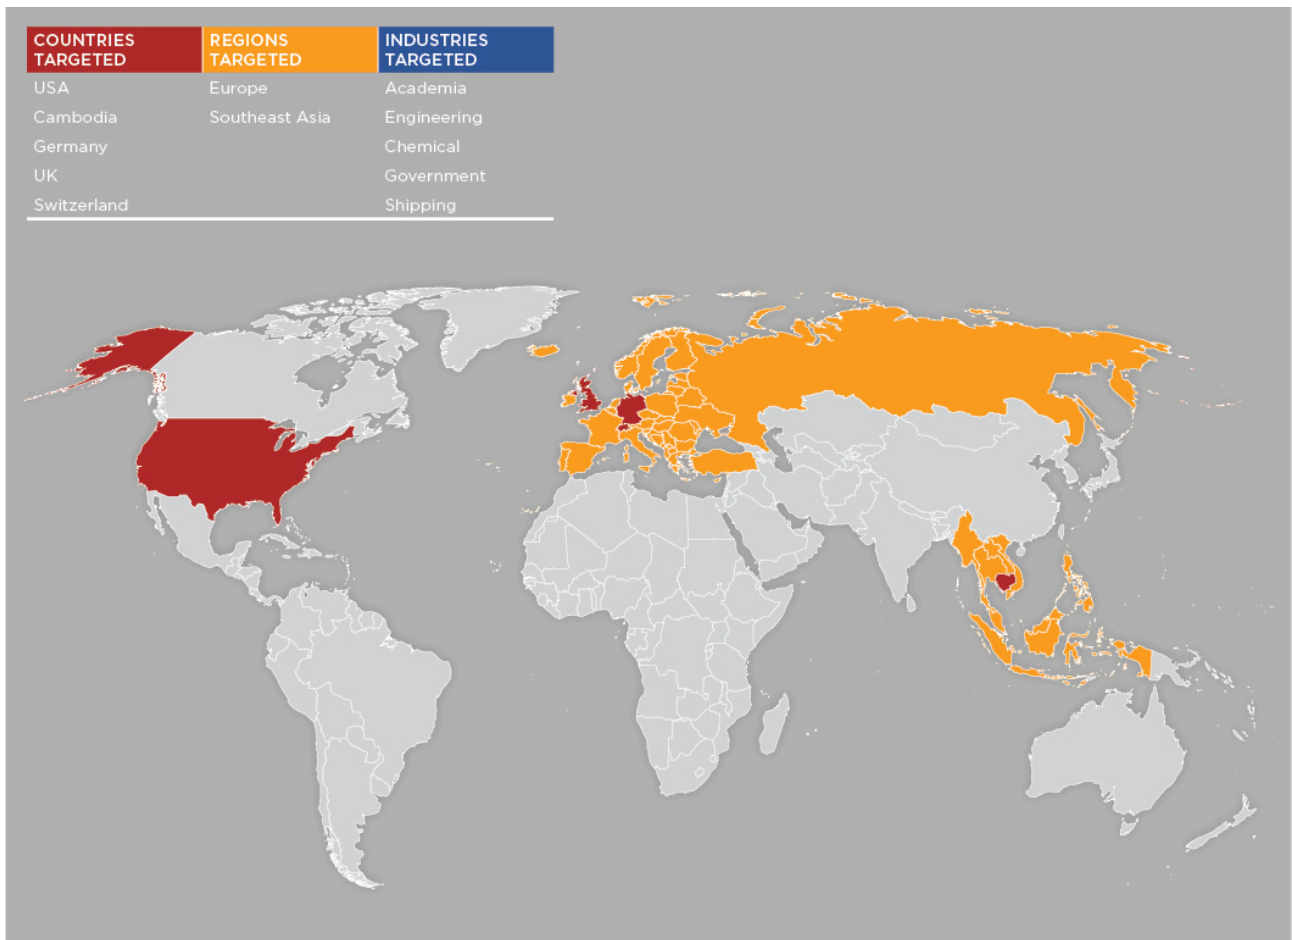 COUNTRIES TARGETED
REGIONS TARGETED
INDUSTRIES TARGETED
USA
Europe
Academia
Cambodia
Southeast Asia
Engineering
Germany
Chemical
UK
Government
Switzerland
Shipping